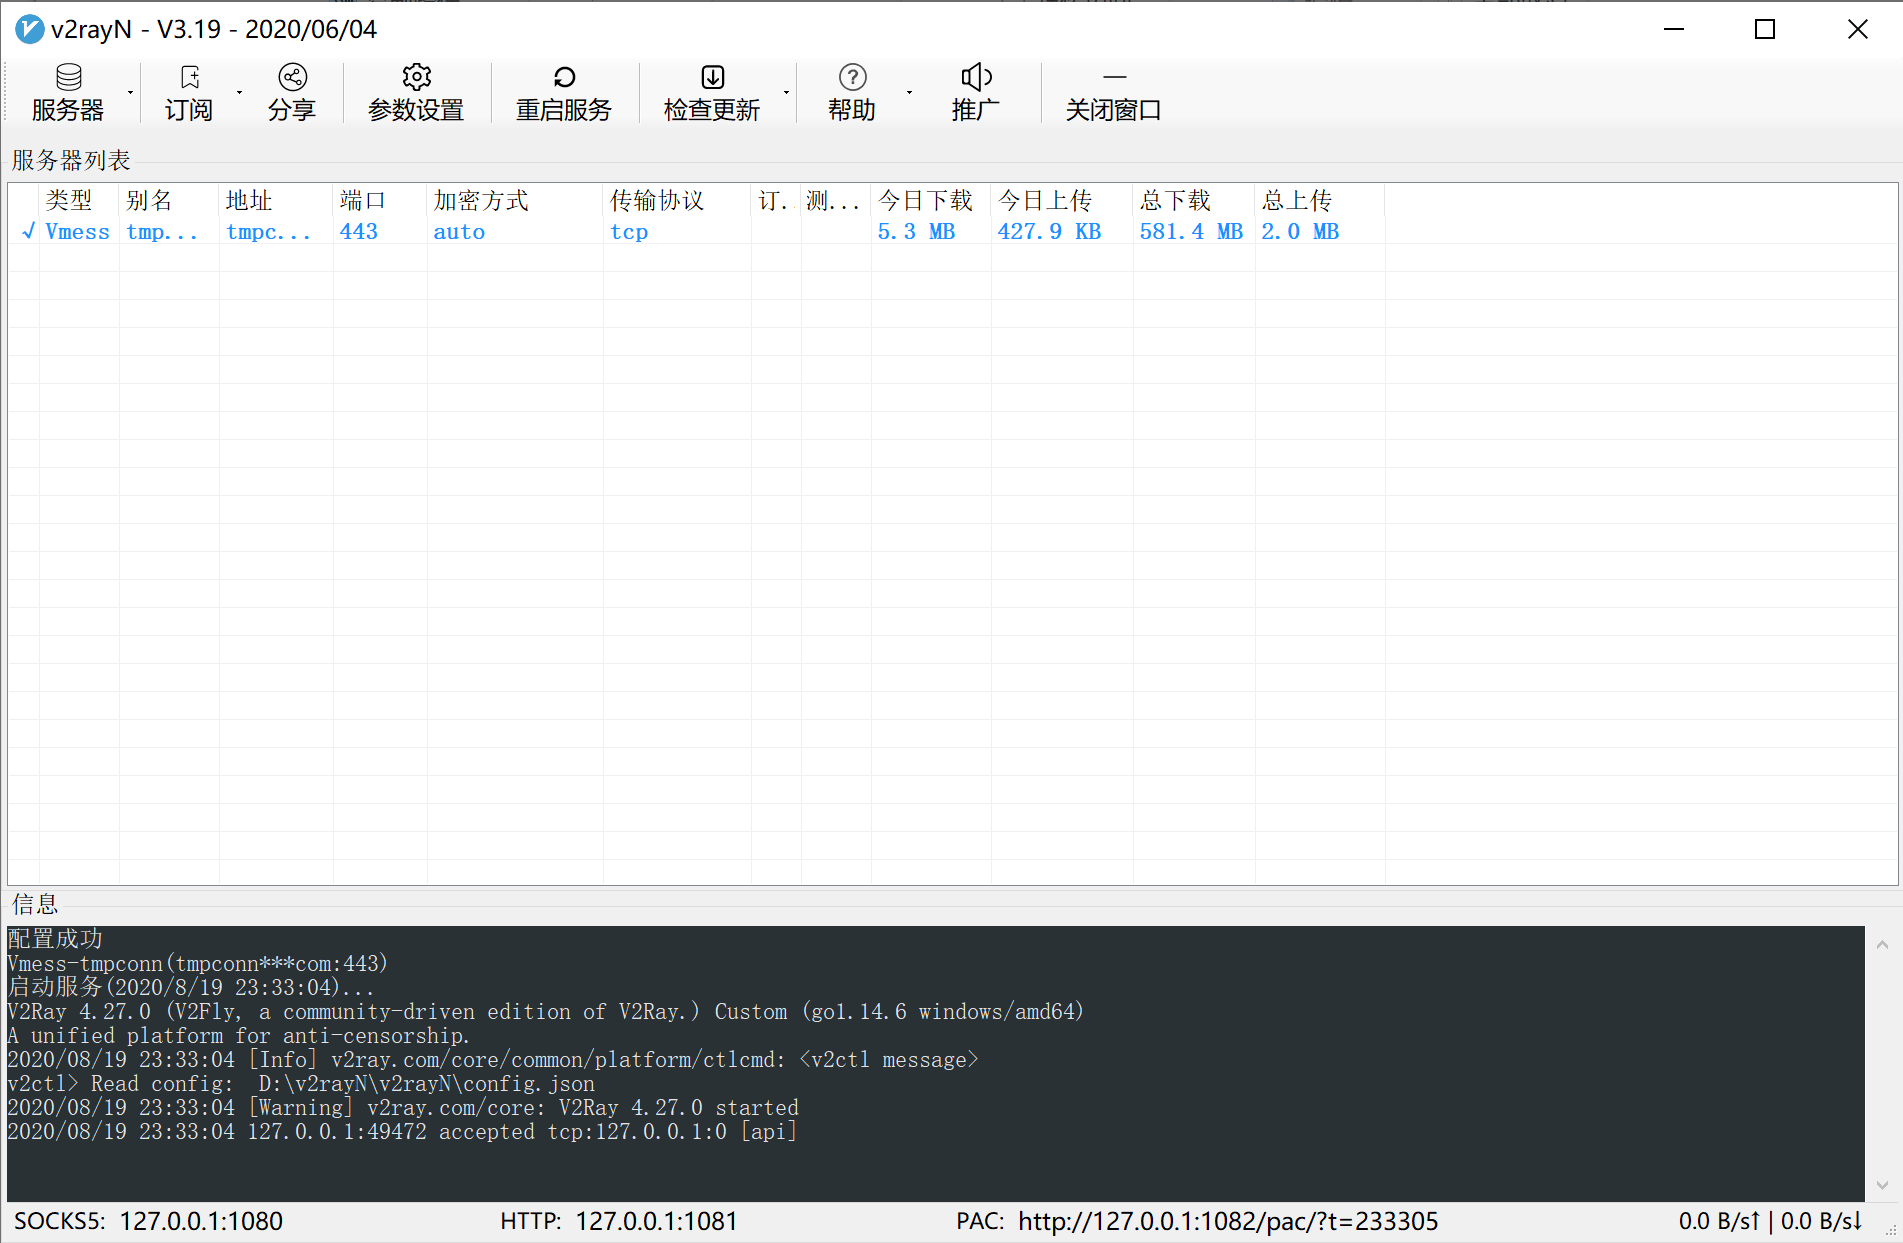 v2rayN - V3.19 - 2020/06/04
服务器 订阅 分享 参数设置 重启服务 检查更新 帮助 推广 关闭窗口
服务器列表
类型 别名 地址 端口 加密方式 传输协议 订.. 测... 今日下载 今日上传 总下载 总上传
√ Vmess tmp... tmpc... 443 auto tcp 5.3 MB 427.9 KB 581.4 MB 2.0 MB
信息
配置成功
Vmess-tmpconn(tmpconn***com:443)
启动服务(2020/8/19 23:33:04)...
V2Ray 4.27.0 (V2Fly, a community-driven edition of V2Ray.) Custom (go1.14.6 windows/amd64)
A unified platform for anti-censorship.
2020/08/19 23:33:04 [Info] v2ray.com/core/common/platform/ctlcmd: <v2ctl message>
v2ctl> Read config:  D:\v2rayN\v2rayN\config.json
2020/08/19 23:33:04 [Warning] v2ray.com/core: V2Ray 4.27.0 started
2020/08/19 23:33:04 127.0.0.1:49472 accepted tcp:127.0.0.1:0 [api]
SOCKS5: 127.0.0.1:1080 HTTP: 127.0.0.1:1081 PAC: http://127.0.0.1:1082/pac/?t=233305 0.0 B/s↑ | 0.0 B/s↓